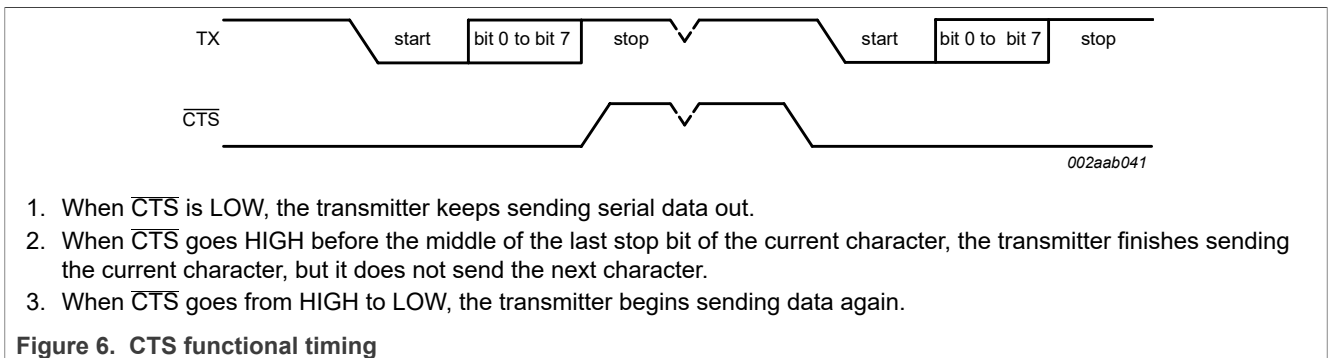 TX start bit 0 to bit 7 stop start bit 0 to bit 7 stop
C̅T̅S̅
002aab041
1. When C̅T̅S̅ is LOW, the transmitter keeps sending serial data out.
2. When C̅T̅S̅ goes HIGH before the middle of the last stop bit of the current character, the transmitter finishes sending
the current character, but it does not send the next character.
3. When C̅T̅S̅ goes from HIGH to LOW, the transmitter begins sending data again.
Figure 6. CTS functional timing